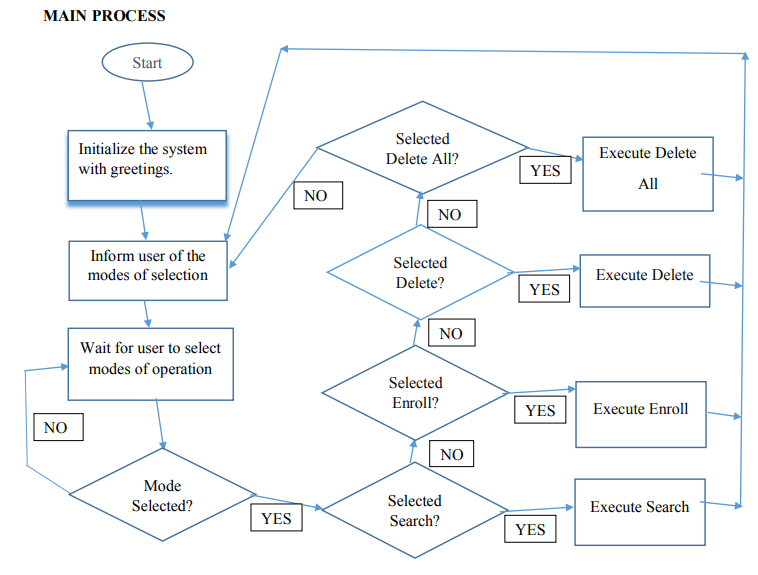 MAIN PROCESS
Start
Initialize the system
with greetings.
Inform user of the
modes of selection
Wait for user to select
modes of operation
NO
Mode
Selected?
YES
Selected
Search?
YES
Execute Search
NO
Selected
Enroll?
YES
Execute Enroll
NO
Selected
Delete?
YES
Execute Delete
NO
Selected
Delete All?
YES
Execute Delete
All
NO